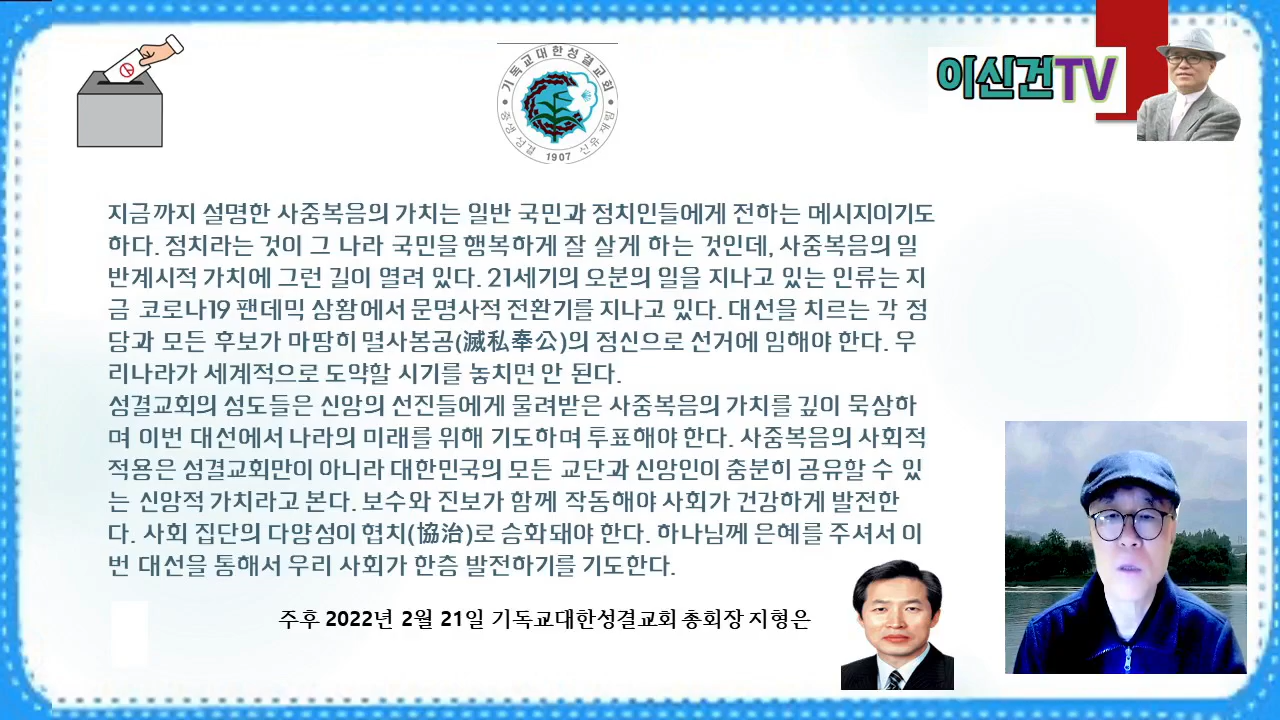 기독교대한성결교회
중생 성결 신유 재림
1907
이신건TV
지금까지 설명한 사중복음의 가치는 일반 국민과 정치인들에게 전하는 메시지이기도
하다. 정치라는 것이 그 나라 국민을 행복하게 잘 살게 하는 것인데, 사중복음의 일
반계시적 가치에 그런 길이 열려 있다. 21세기의 오분의 일을 지나고 있는 인류는 지
금 코로나19 팬데믹 상황에서 문명사적 전환기를 지나고 있다. 대선을 치르는 각 정
당과 모든 후보가 마땅히 멸사봉공(滅私奉公)의 정신으로 선거에 임해야 한다. 우
리나라가 세계적으로 도약할 시기를 놓치면 안 된다.
성결교회의 성도들은 신앙의 선진들에게 물려받은 사중복음의 가치를 깊이 묵상하
며 이번 대선에서 나라의 미래를 위해 기도하며 투표해야 한다. 사중복음의 사회적
적용은 성결교회만이 아니라 대한민국의 모든 교단과 신앙인이 충분히 공유할 수 있
는 신앙적 가치라고 본다. 보수와 진보가 함께 작동해야 사회가 건강하게 발전한
다. 사회 집단의 다양성이 협치(協治)로 승화돼야 한다. 하나님께 은혜를 주셔서 이
번 대선을 통해서 우리 사회가 한층 발전하기를 기도한다.
주후 2022년 2월 21일 기독교대한성결교회 총회장 지형은